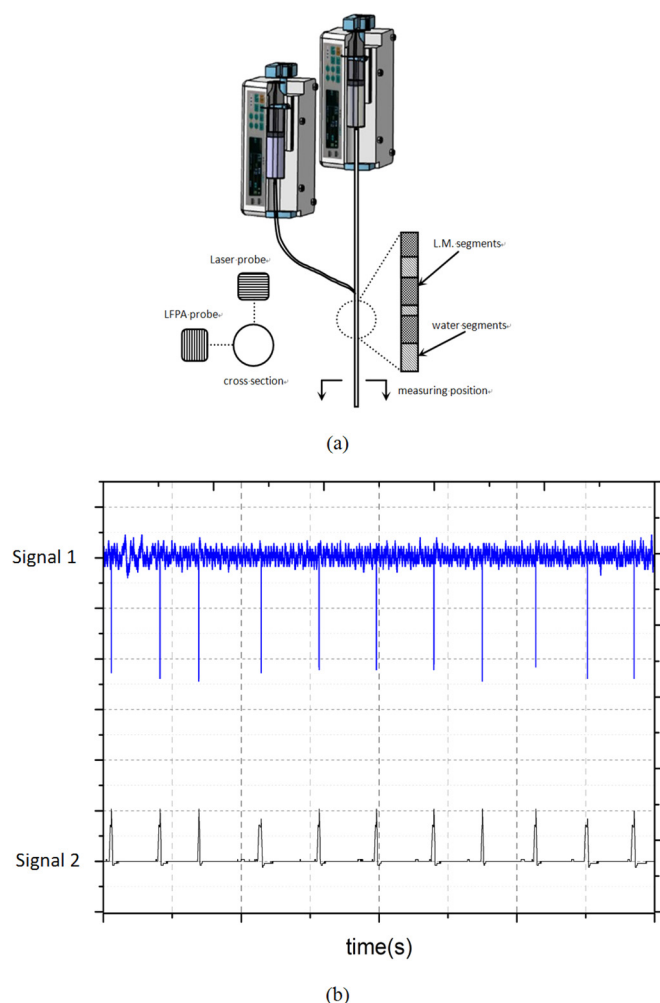 L.M. segments
Laser probe
LFPA probe
water segments
cross section
measuring position
(a)
Signal 1
Signal 2
time(s)
(b)